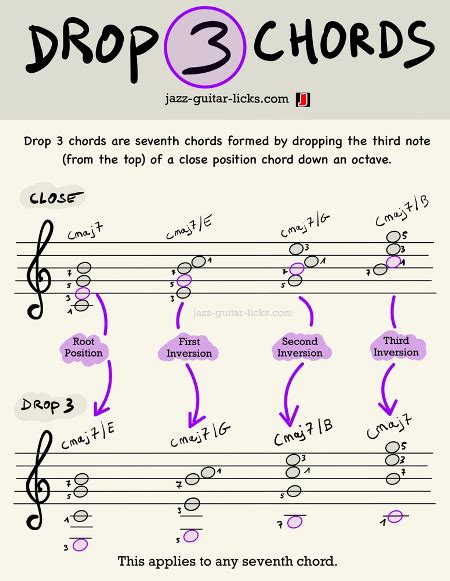 DROP 3 CHORDS
jazz-guitar-licks.com
Drop 3 chords are seventh chords formed by dropping the third note
(from the top) of a close position chord down an octave.
CLOSE
Cmaj7 Cmaj7/E Cmaj7/G Cmaj7/B
7 5 3 1
7 1 5 3
3 7 1 5
5 3 1 7
jazz-guitar-licks.com
Root
Position
First
Inversion
Second
Inversion
Third
Inversion
DROP 3
Cmaj7/E Cmaj7/G Cmaj7/B Cmaj7
7 5 1 3
7 1 3 5
3 1 5 7
5 3 7 1
This applies to any seventh chord.